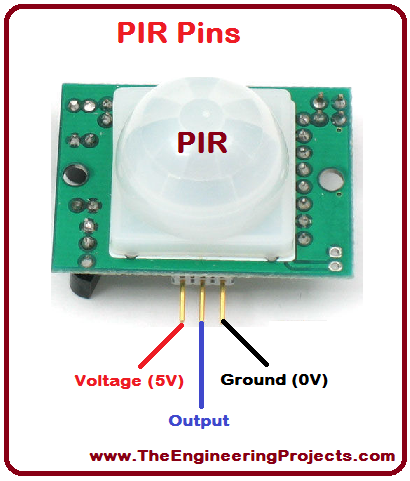 PIR Pins
PIR
Voltage (5V)
Ground (0V)
Output
www.TheEngineeringProjects.com